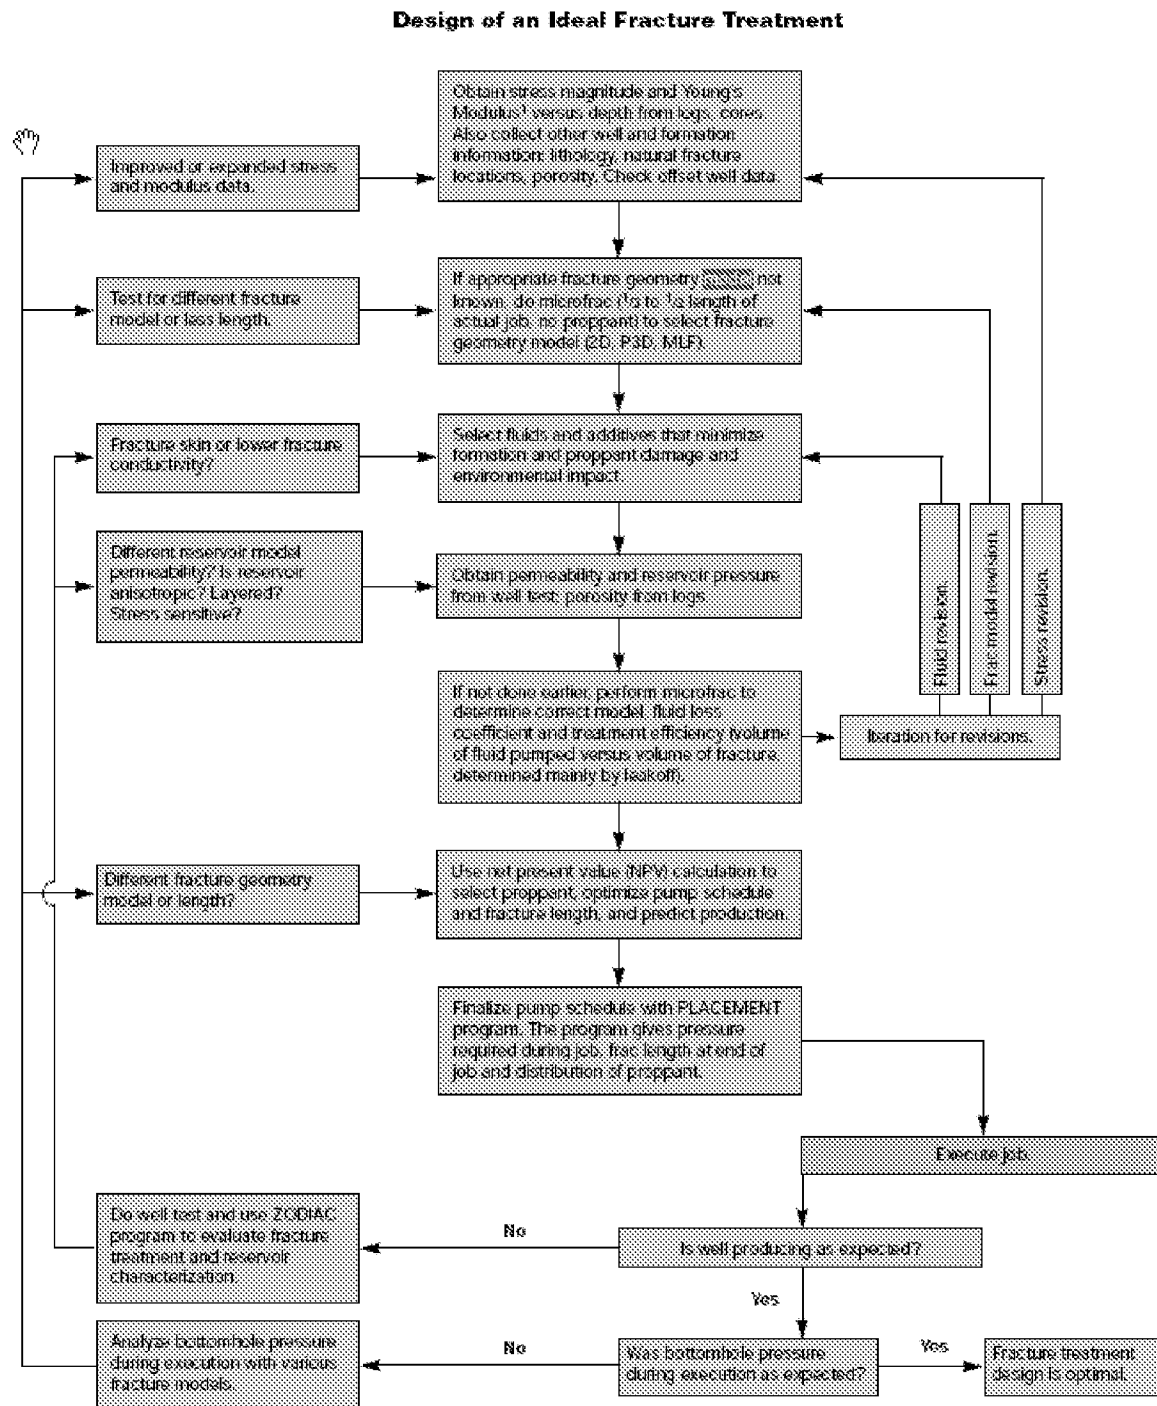 Design of an Ideal Fracture Treatment
Obtain stress magnitude and Young's
Modulus¹ versus depth from logs, cores.
Also collect other well and formation
information: lithology, natural fracture
locations, porosity. Check offset well data.
Improved or expanded stress
and modulus data.
If appropriate fracture geometry not
known, do microfrac (1/3 to 1/2 length of
actual job, no proppant) to select fracture
geometry model (2D, P3D, MLF).
Test for different fracture
model or less length.
Select fluids and additives that minimize
formation and proppant damage and
environmental impact.
Fracture skin or lower fracture
conductivity?
Different reservoir model
permeability? Is reservoir
anisotropic? Layered?
Stress sensitive?
Obtain permeability and reservoir pressure
from well test; porosity from logs.
Fluid revision.
Frac model revision.
Stress revision.
If not done earlier, perform microfrac to
determine correct model, fluid loss
coefficient and treatment efficiency (volume
of fluid pumped versus volume of fracture,
determined mainly by leakoff).
Iteration for revisions.
Different fracture geometry
model or length?
Use net present value (NPV) calculation to
select proppant, optimize pump schedule
and fracture length, and predict production.
Finalize pump schedule with PLACEMENT
program. The program gives pressure
required during job, frac length at end of
job and distribution of proppant.
Execute job.
Do well test and use ZODIAC
program to evaluate fracture
treatment and reservoir
characterization.
No
Is well producing as expected?
Yes
Analyze bottomhole pressure
during execution with various
fracture models.
No
Was bottomhole pressure
during execution as expected?
Yes
Fracture treatment
design is optimal.